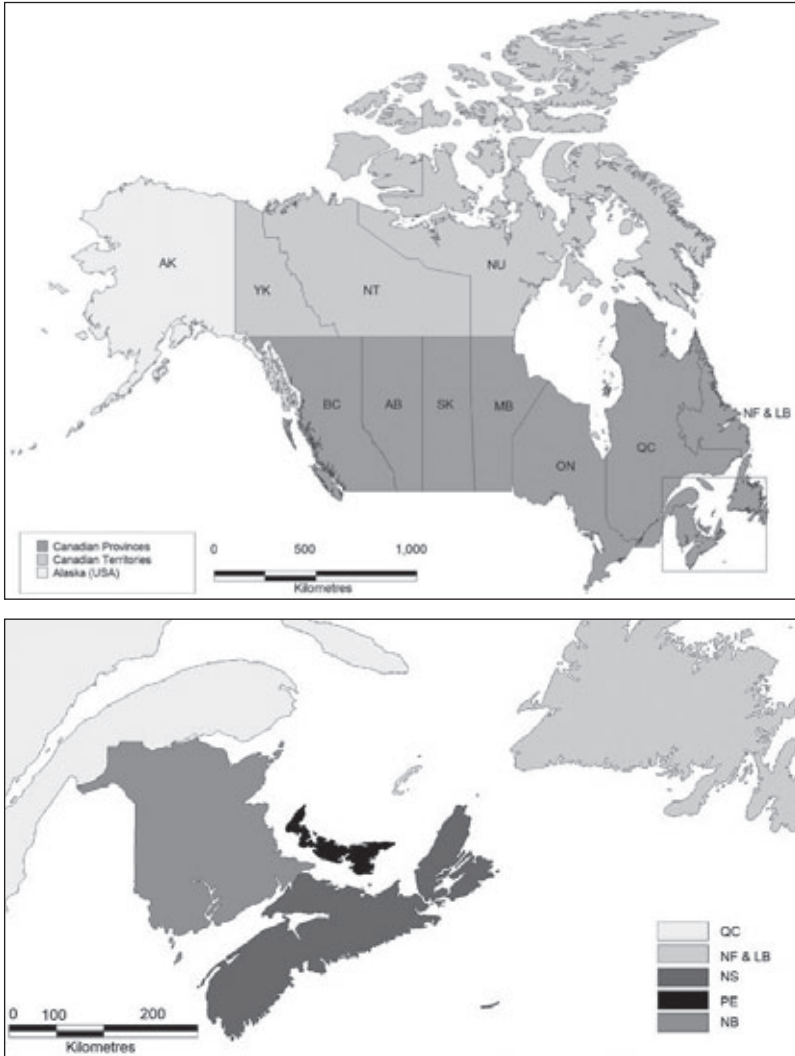 AK
YK
NT
NU
BC
AB
SK
MB
ON
QC
NF & LB
Canadian Provinces
Canadian Territories
Alaska (USA)
0 500 1,000
Kilometres
QC
NF & LB
NS
PE
NB
0 100 200
Kilometres